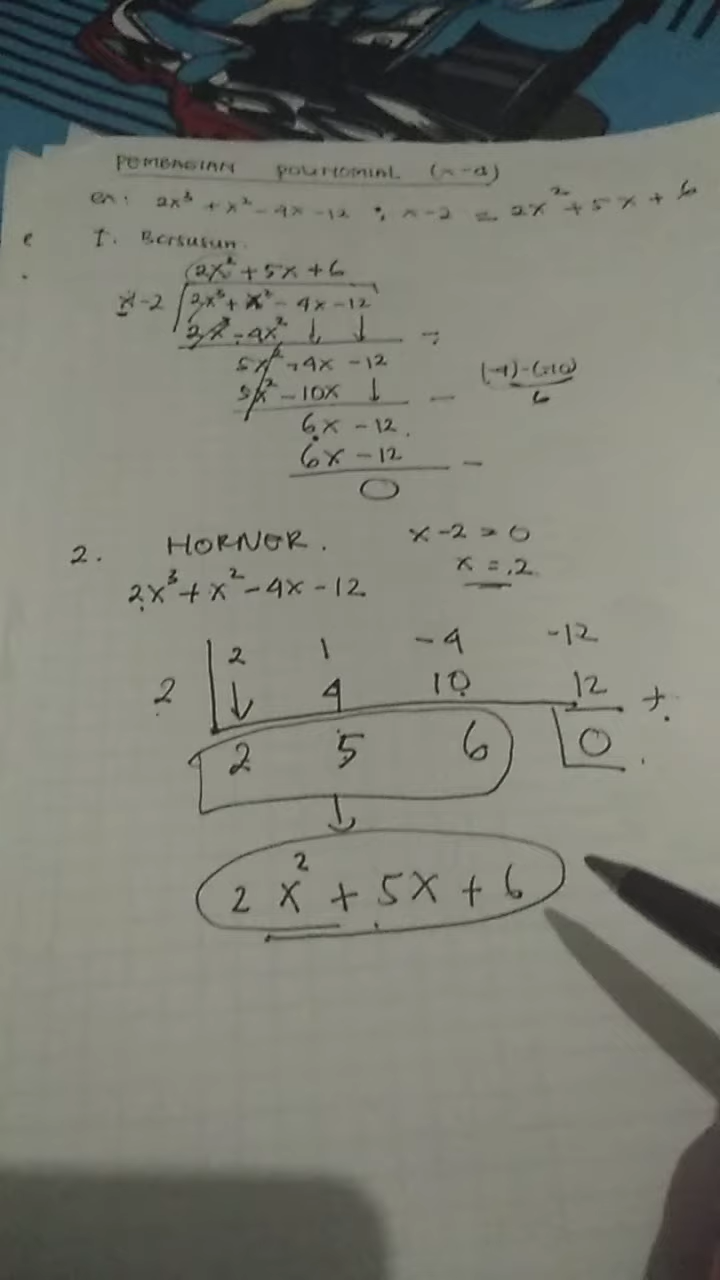 PEMBAGIAN POLINOMIAL (x-a)
2x³ + x² - 4x - 12 : x - 2 = 2x² + 5x + 6
1. Bersusun.
2x² + 5x + 6
x - 2 2x³ + x² - 4x - 12
2x³ - 4x² ↓ ↓ -
5x² - 4x - 12
5x² - 10x ↓ -
6
6x - 12.
6x - 12 -
0
2. HORNER. x - 2 = 0
x = 2
2x³ + x² - 4x - 12
2 1 -4 -12
2 ↓ 4 10 12 +
2 5 6 0
↓
2x² + 5x + 6